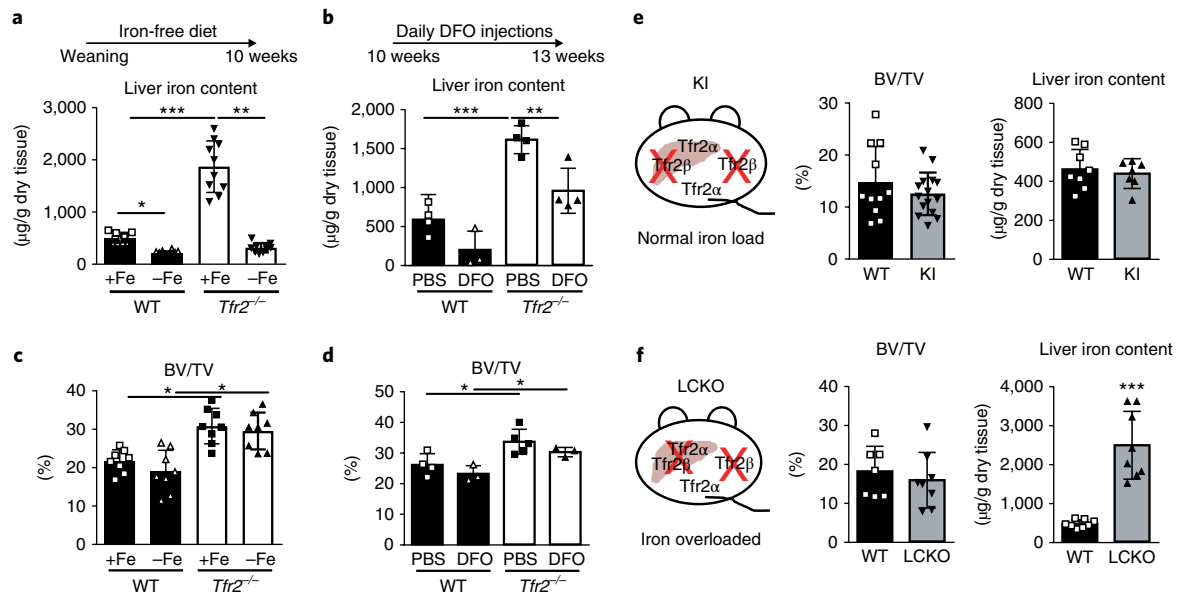 a
Iron-free diet
Weaning 10 weeks
Liver iron content
(µg/g dry tissue)
3,000
2,000
1,000
0
***
**
*
+Fe –Fe +Fe –Fe
WT Tfr2–/–
b
Daily DFO injections
10 weeks 13 weeks
Liver iron content
(µg/g dry tissue)
2,000
1,500
1,000
500
0
***
**
PBS DFO PBS DFO
WT Tfr2–/–
c
BV/TV
(%)
40
30
20
10
0
*
*
+Fe –Fe +Fe –Fe
WT Tfr2–/–
d
BV/TV
(%)
50
40
30
20
10
0
*
*
PBS DFO PBS DFO
WT Tfr2–/–
e
KI
Tfr2α
Tfr2β
Tfr2β
Tfr2α
Normal iron load
BV/TV
(%)
30
20
10
0
WT KI
Liver iron content
(µg/g dry tissue)
800
600
400
200
0
WT KI
f
LCKO
Tfr2α
Tfr2β
Tfr2β
Tfr2α
Iron overloaded
BV/TV
(%)
40
30
20
10
0
WT LCKO
Liver iron content
(µg/g dry tissue)
4,000
3,000
2,000
1,000
0
***
WT LCKO